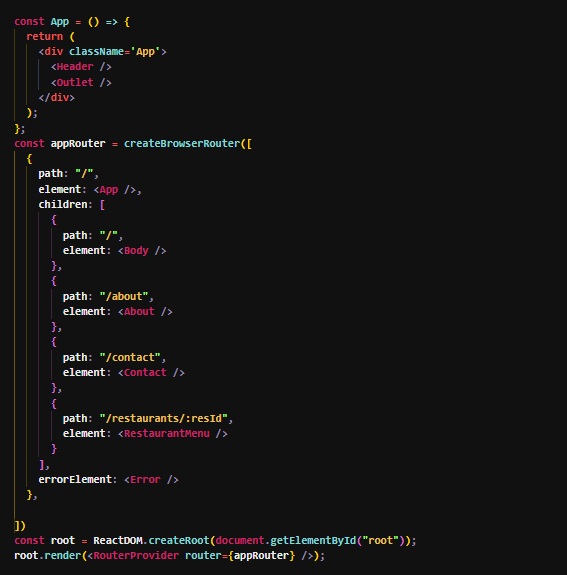 const App = () => {
  return (
    <div className='App'>
      <Header />
      <Outlet />
    </div>
  );
};
const appRouter = createBrowserRouter([
  {
    path: "/",
    element: <App />,
    children: [
      {
        path: "/",
        element: <Body />
      },
      {
        path: "/about",
        element: <About />
      },
      {
        path: "/contact",
        element: <Contact />
      },
      {
        path: "/restaurants/:resId",
        element: <RestaurantMenu />
      }
    ],
    errorElement: <Error />
  },

])
const root = ReactDOM.createRoot(document.getElementById("root"));
root.render(<RouterProvider router={appRouter} />);